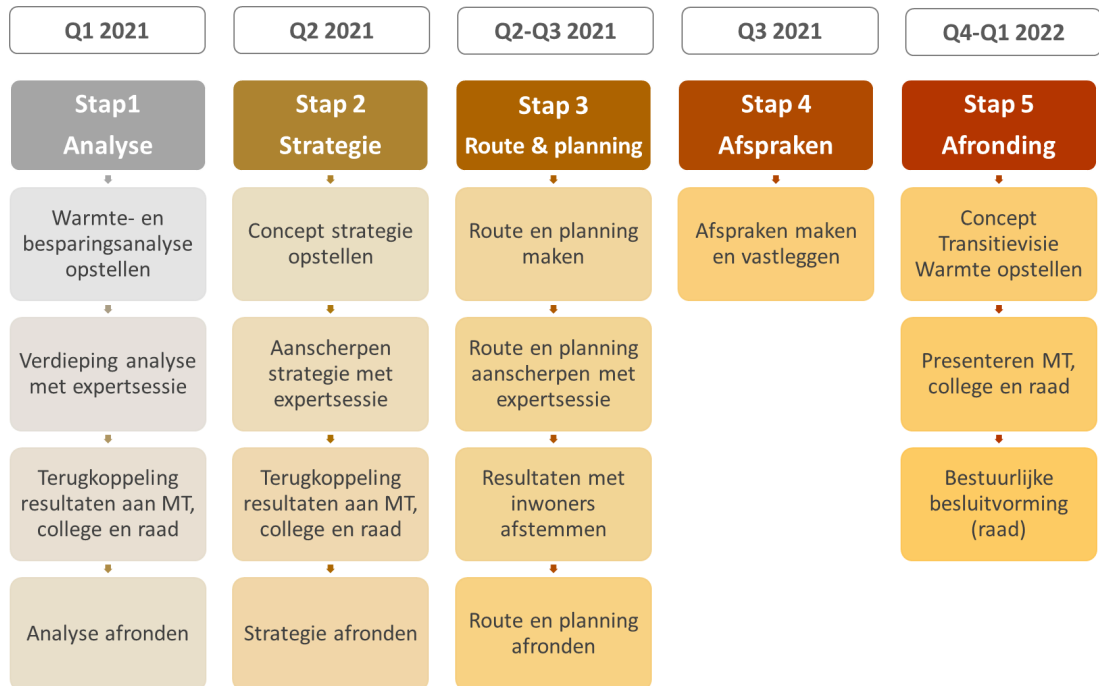 Q1 2021
Q2 2021
Q2-Q3 2021
Q3 2021
Q4-Q1 2022
Stap1
Analyse
Warmte- en
besparingsanalyse
opstellen
Verdieping analyse
met expertsessie
Terugkoppeling
resultaten aan MT,
college en raad
Analyse afronden
Stap 2
Strategie
Concept strategie
opstellen
Aanscherpen
strategie met
expertsessie
Terugkoppeling
resultaten aan MT,
college en raad
Strategie afronden
Stap 3
Route & planning
Route en planning
maken
Route en planning
aanscherpen met
expertsessie
Resultaten met
inwoners
afstemmen
Route en planning
afronden
Stap 4
Afspraken
Afspraken maken
en vastleggen
Stap 5
Afronding
Concept
Transitievisie
Warmte opstellen
Presenteren MT,
college en raad
Bestuurlijke
besluitvorming
(raad)